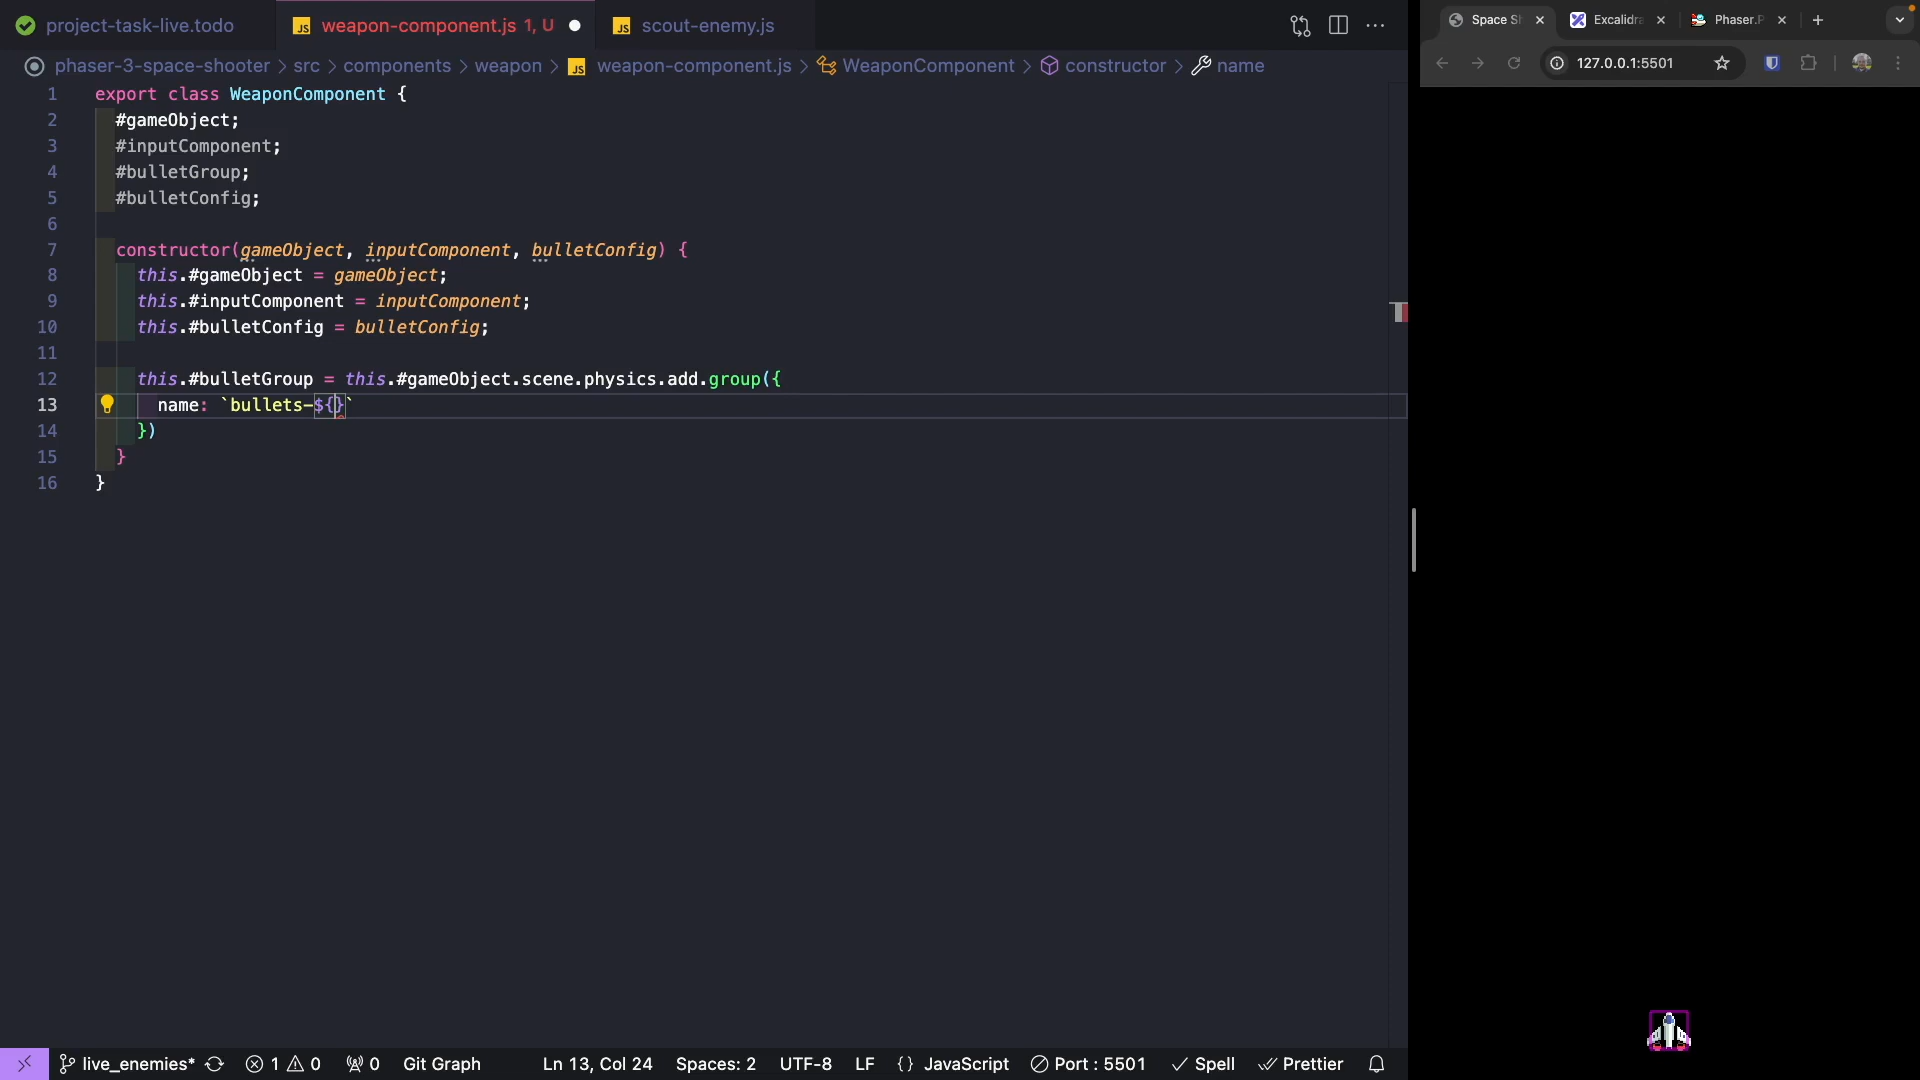 project-task-live.todo
weapon-component.js 1, U
scout-enemy.js
phaser-3-space-shooter > src > components > weapon > weapon-component.js > WeaponComponent > constructor > name
1 export class WeaponComponent {
2 #gameObject;
3 #inputComponent;
4 #bulletGroup;
5 #bulletConfig;
6
7 constructor(gameObject, inputComponent, bulletConfig) {
8 this.#gameObject = gameObject;
9 this.#inputComponent = inputComponent;
10 this.#bulletConfig = bulletConfig;
11
12 this.#bulletGroup = this.#gameObject.scene.physics.add.group({
13 name: `bullets-${}`
14 })
15 }
16 }
live_enemies* 1 0 0 Git Graph Ln 13, Col 24 Spaces: 2 UTF-8 LF {} JavaScript Port : 5501 Spell Prettier
Space Sh
Excalidra
Phaser.P
127.0.0.1:5501